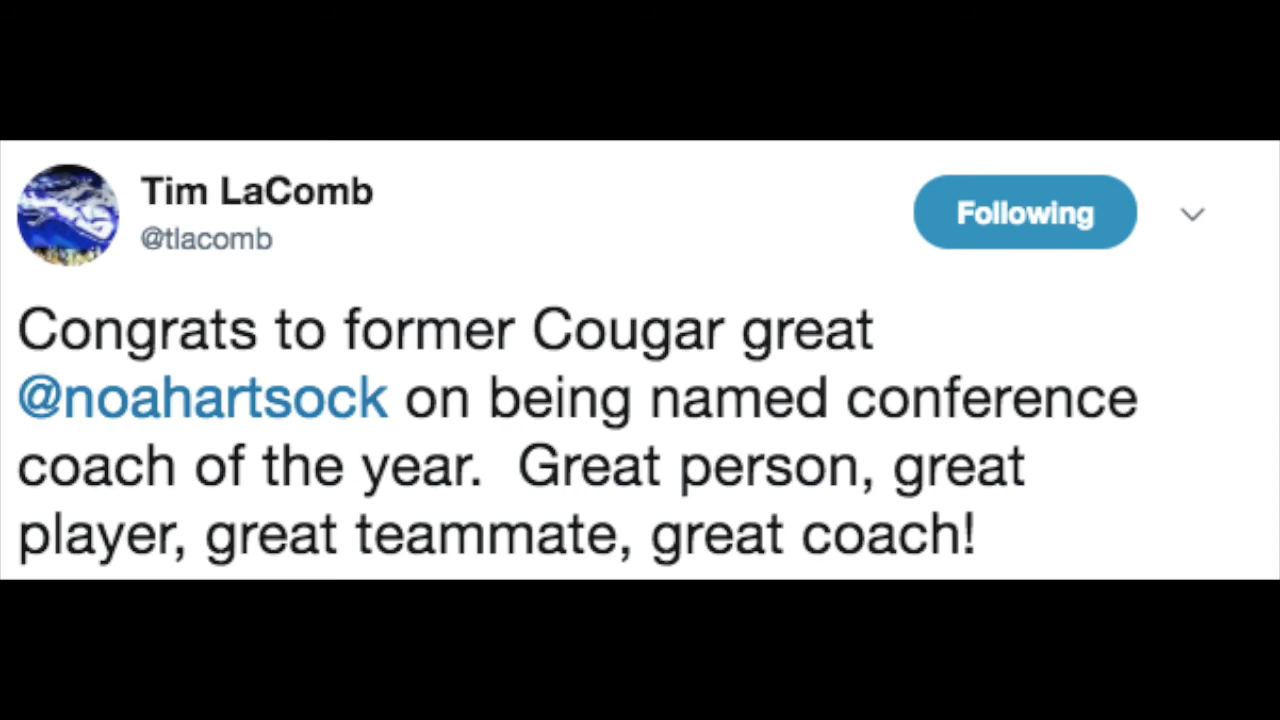 Tim LaComb
@tlacomb
Following
Congrats to former Cougar great
@noahartsock on being named conference
coach of the year.  Great person, great
player, great teammate, great coach!